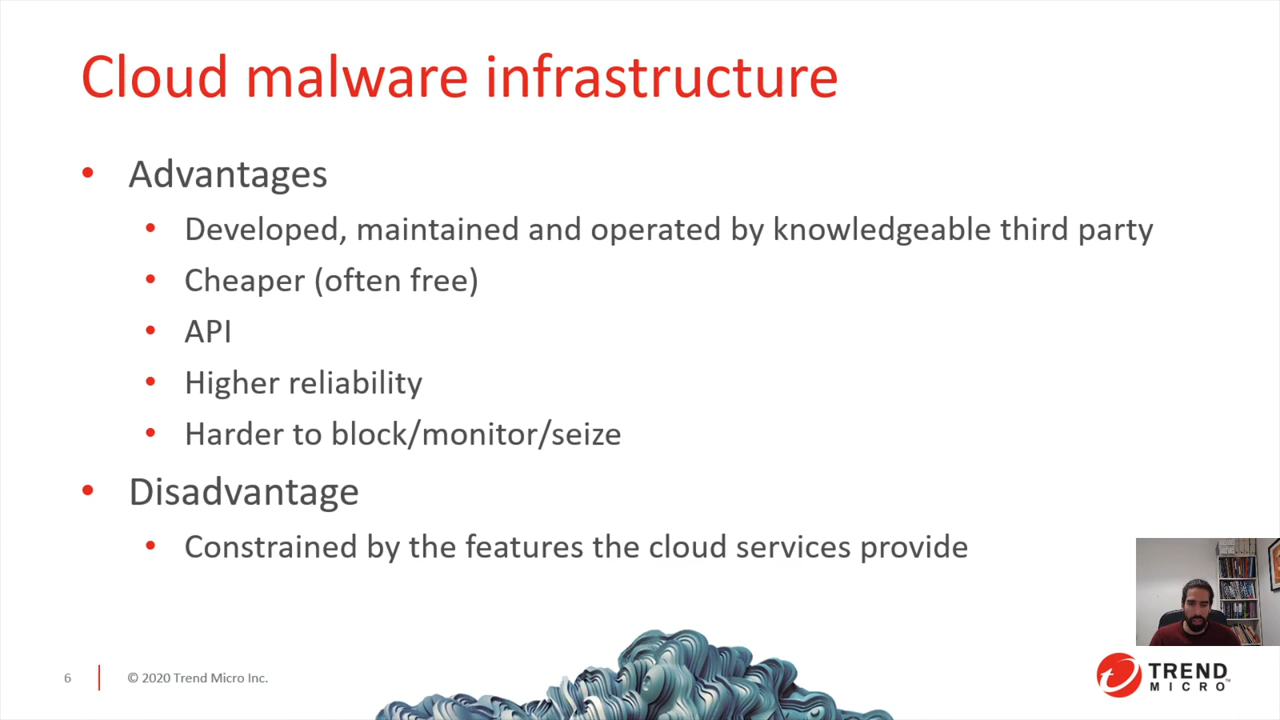 Cloud malware infrastructure
• Advantages
• Developed, maintained and operated by knowledgeable third party
• Cheaper (often free)
• API
• Higher reliability
• Harder to block/monitor/seize
• Disadvantage
• Constrained by the features the cloud services provide
6
© 2020 Trend Micro Inc.
TREND
MICRO™